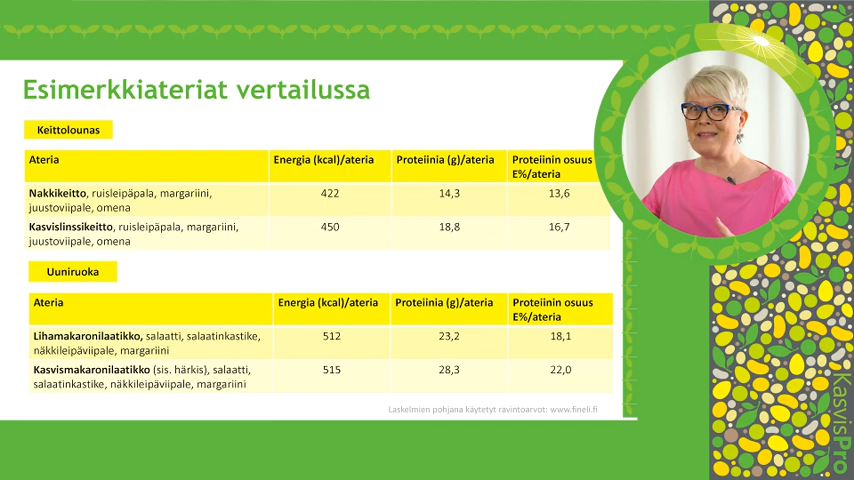 Esimerkkiateriat vertailussa
Keittolounas
Ateria Energia (kcal)/ateria Proteiinia (g)/ateria Proteiinin osuus
E%/ateria
Nakkikeitto, ruisleipäpala, margariini, 422 14,3 13,6
juustoviipale, omena
Kasvislinssikeitto, ruisleipäpala, margariini, 450 18,8 16,7
juustoviipale, omena
Uuniruoka
Ateria Energia (kcal)/ateria Proteiinia (g)/ateria Proteiinin osuus
E%/ateria
Lihamakaronilaatikko, salaatti, salaatinkastike, 512 23,2 18,1
näkkileipäviipale, margariini
Kasvismakaronilaatikko (sis. härkis), salaatti, 515 28,3 22,0
salaatinkastike, näkkileipäviipale, margariini
Laskelmien pohjana käytetyt ravintoarvot: www.fineli.fi
KasvisPro